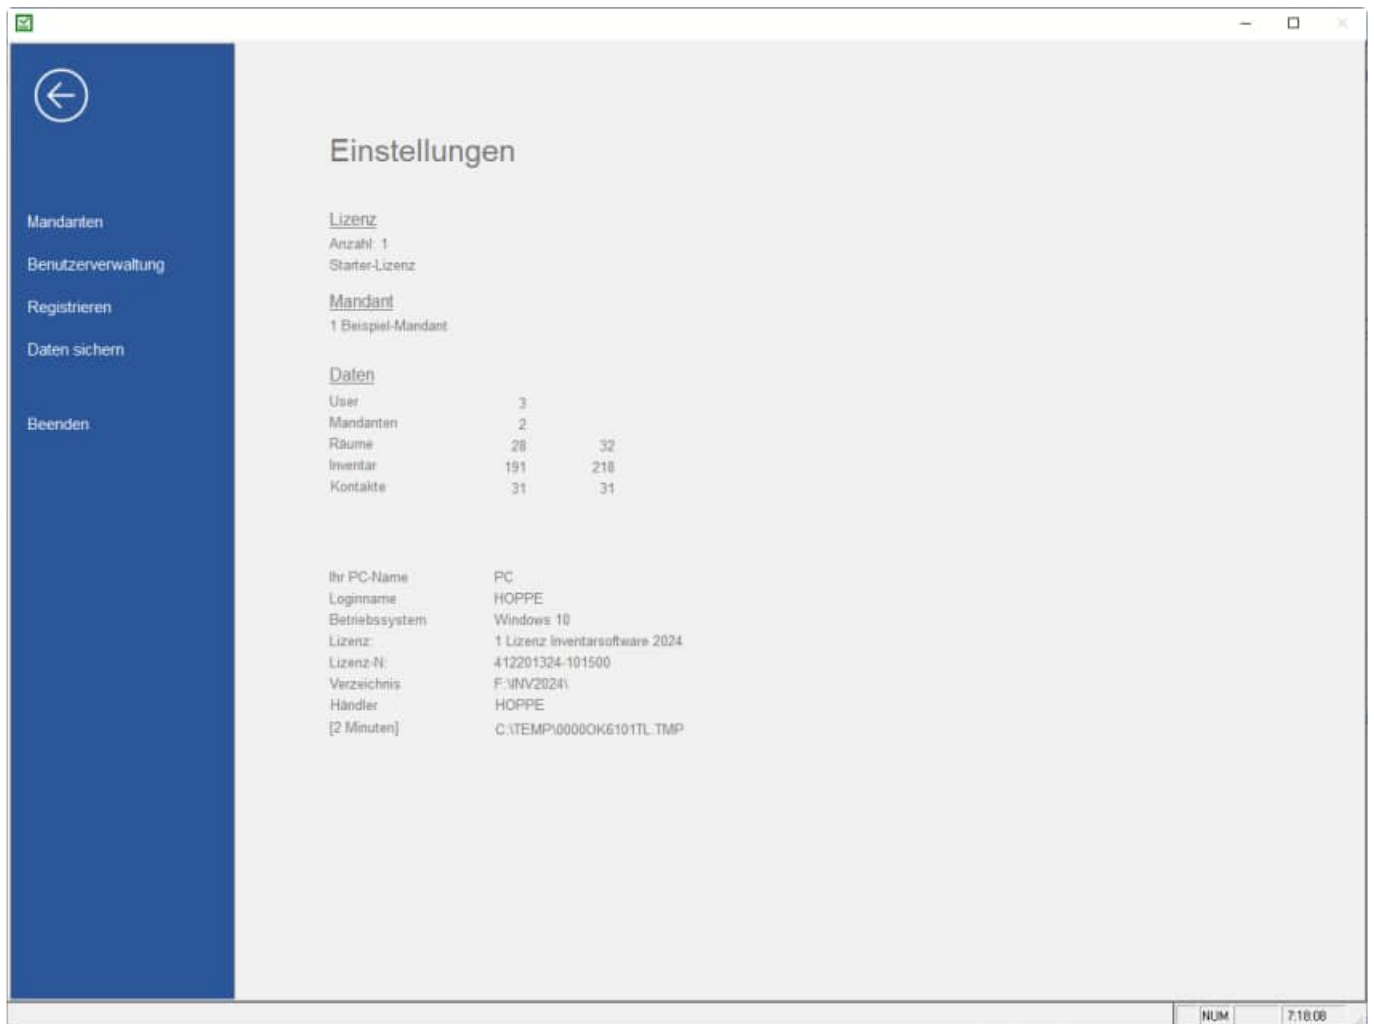 Einstellungen
Mandanten
Benutzerverwaltung
Registrieren
Daten sichern
Beenden
Lizenz
Anzahl: 1
Starter-Lizenz
Mandant
1 Beispiel-Mandant
Daten
User 3
Mandanten 2
Räume 28 32
Inventar 191 218
Kontakte 31 31
Ihr PC-Name PC
Loginname HOPPE
Betriebssystem Windows 10
Lizenz: 1 Lizenz Inventarsoftware 2024
Lizenz-N: 412201324-101500
Verzeichnis F:\INV2024\
Händler HOPPE
[2 Minuten] C:\TEMP\0000OK6101TL.TMP
NUM 7:18:08